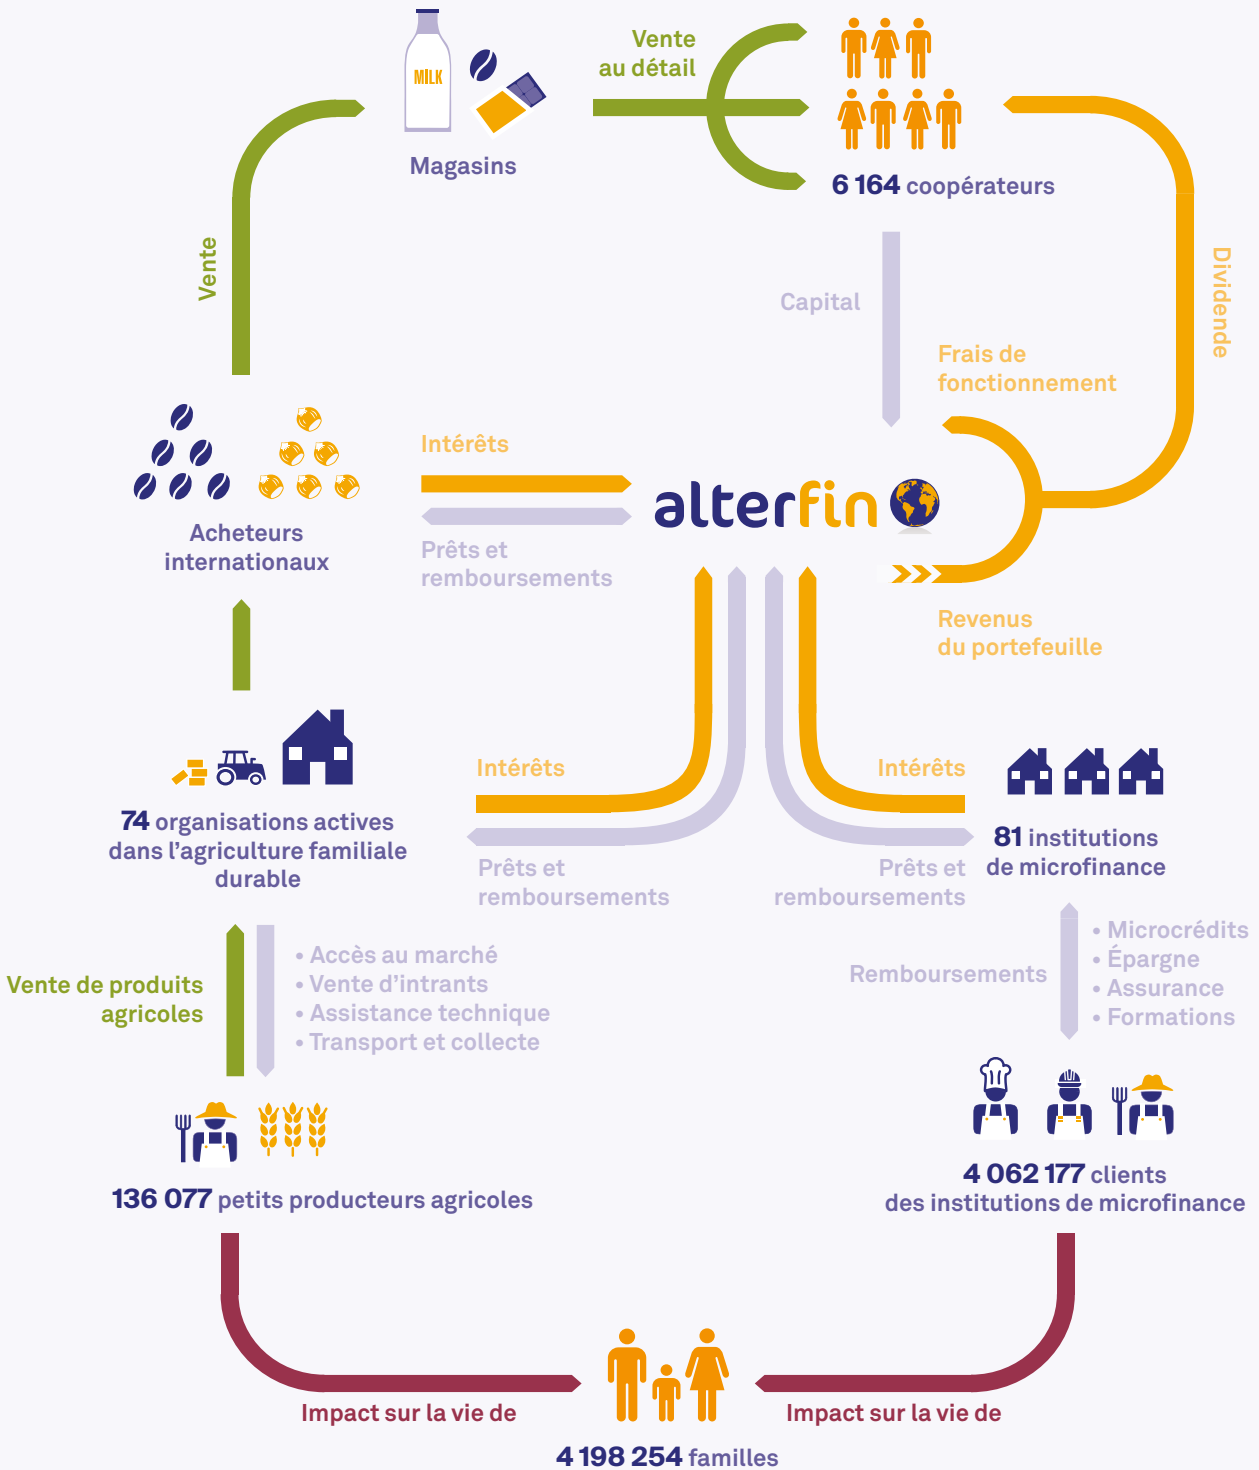 MILK
Magasins
Vente
au détail
6 164 coopérateurs
Vente
Capital
Dividende
Frais de
fonctionnement
Intérêts
alterfin
Acheteurs
internationaux
Prêts et
remboursements
Revenus
du portefeuille
Intérêts
Intérêts
74 organisations actives
dans l'agriculture familiale
durable
81 institutions
de microfinance
Prêts et
remboursements
Prêts et
remboursements
Vente de produits
agricoles
• Accès au marché
• Vente d'intrants
• Assistance technique
• Transport et collecte
Remboursements
• Microcrédits
• Épargne
• Assurance
• Formations
136 077 petits producteurs agricoles
4 062 177 clients
des institutions de microfinance
Impact sur la vie de
Impact sur la vie de
4 198 254 familles